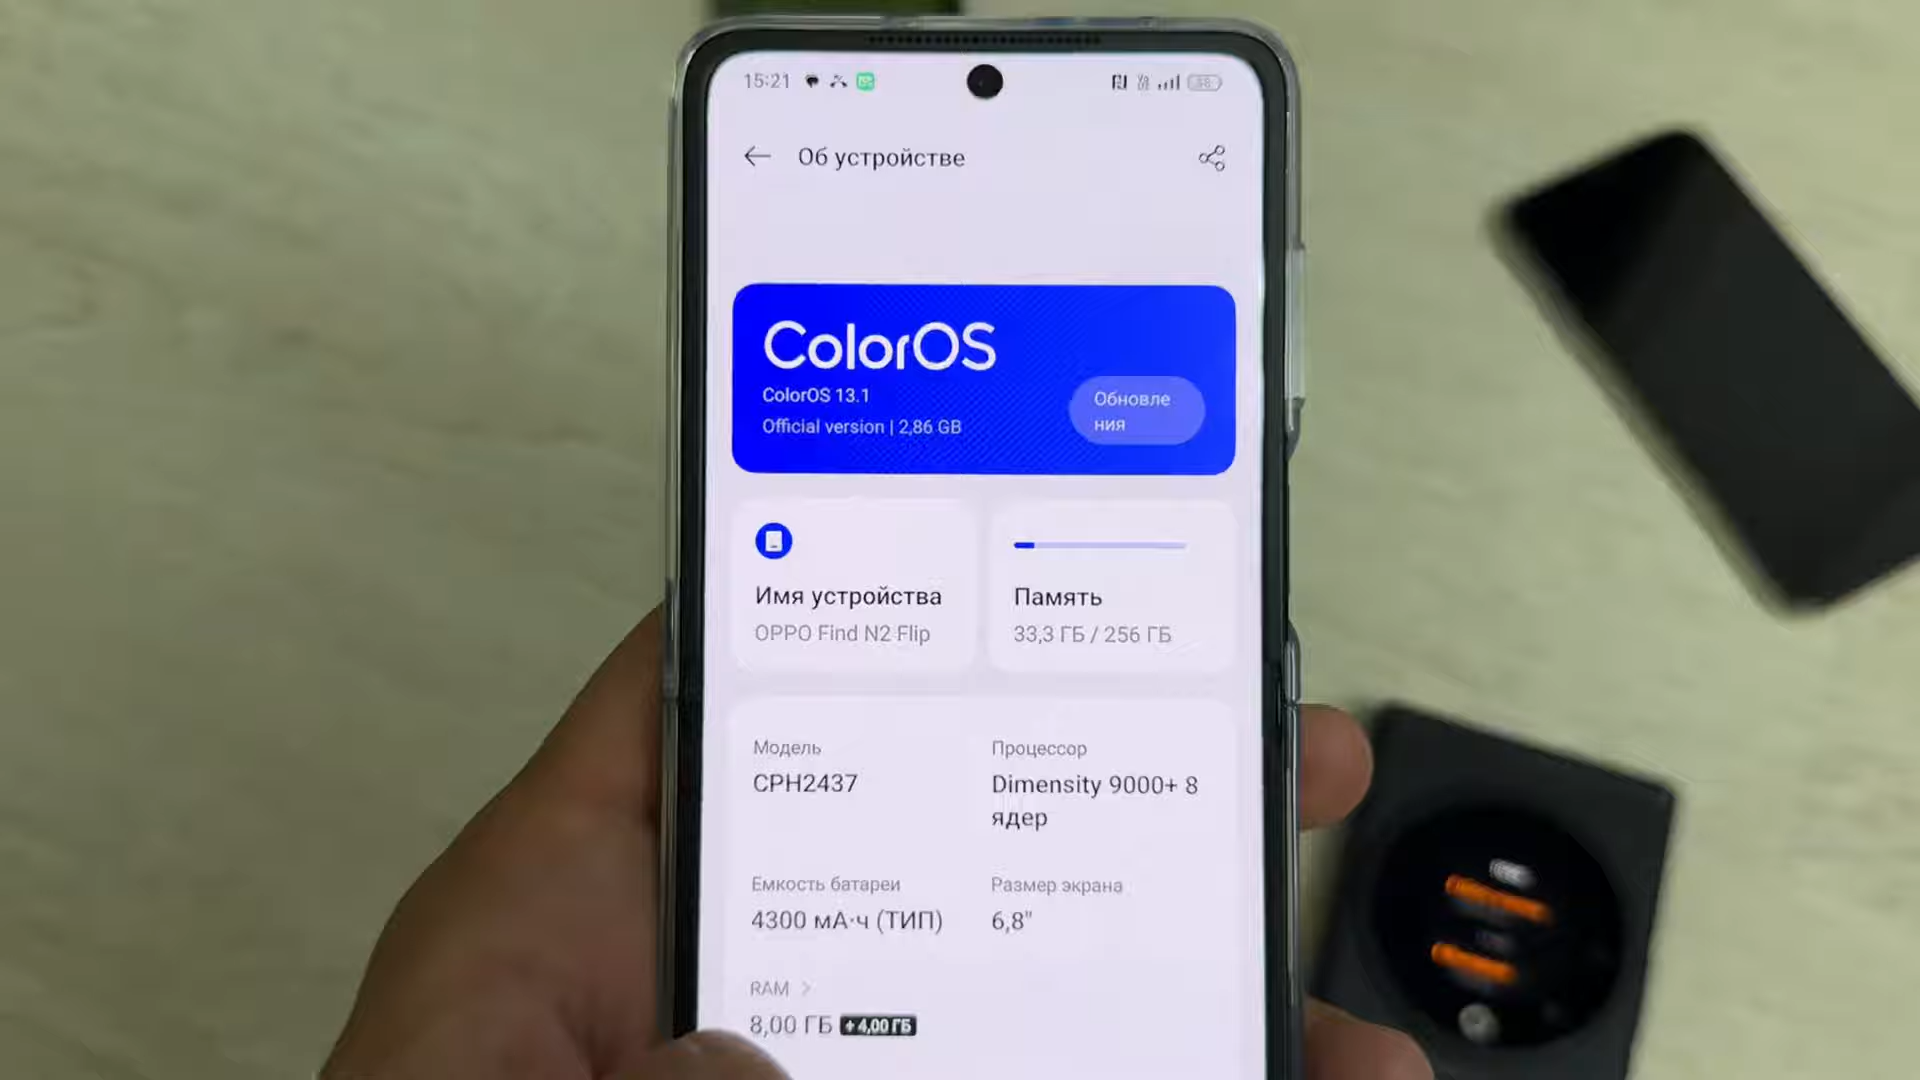 15:21
Об устройстве
ColorOS
ColorOS 13.1
Official version | 2,86 GB
Обновле
ния
Имя устройства
OPPO Find N2 Flip
Память
33,3 ГБ / 256 ГБ
Модель
CPH2437
Процессор
Dimensity 9000+ 8
ядер
Емкость батареи
4300 мА·ч (ТИП)
Размер экрана
6,8"
RAM
8,00 ГБ +4,00 ГБ